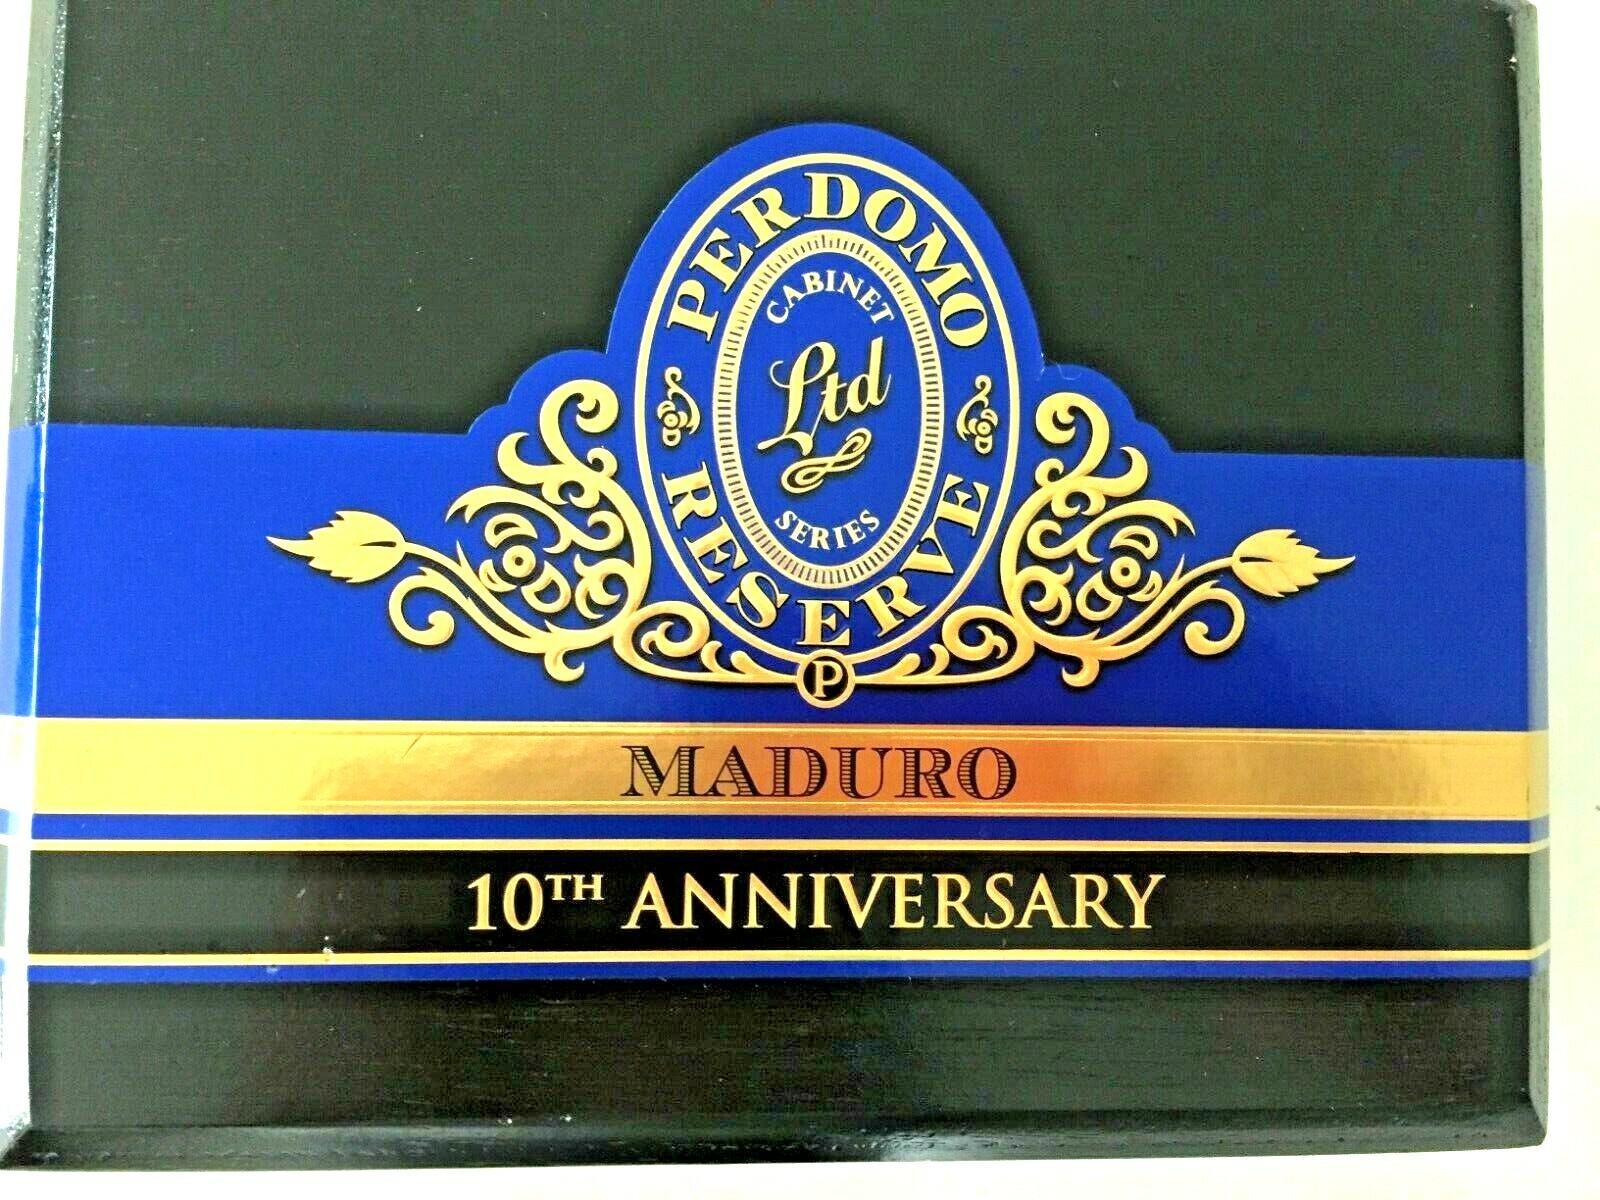 PERDOMO
CABINET
Ltd
SERIES
RESERVE
P
MADURO
10TH ANNIVERSARY